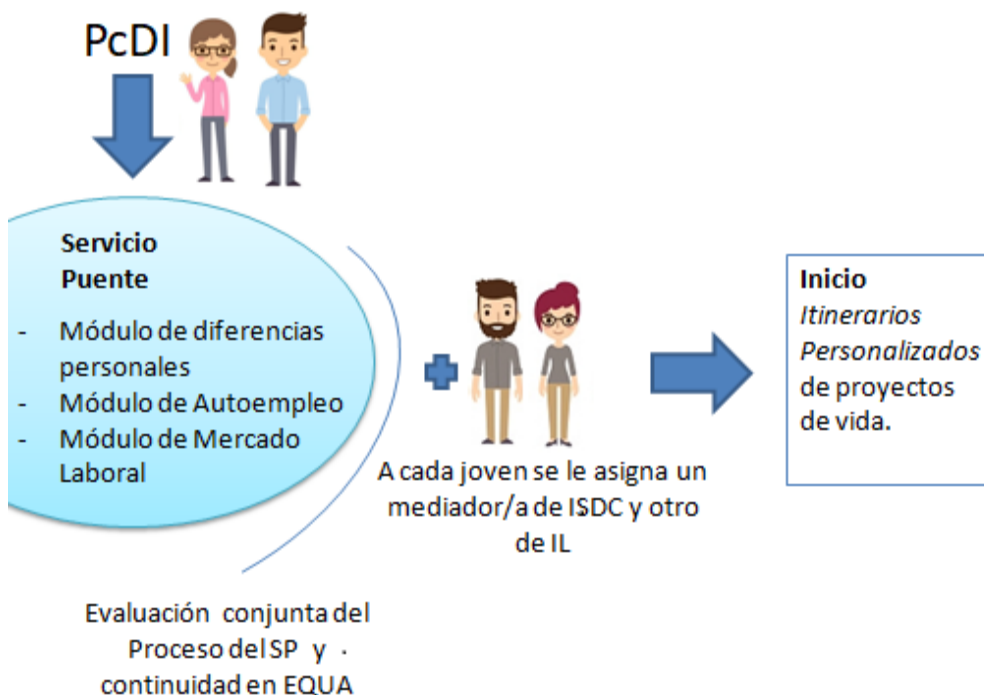 PcDI
Servicio
Puente
- Módulo de diferencias
personales
- Módulo de Autoempleo
- Módulo de Mercado
Laboral
A cada joven se le asigna un
mediador/a de ISDC y otro
de IL
Inicio
Itinerarios
Personalizados
de proyectos
de vida.
Evaluación conjunta del
Proceso del SP y .
continuidad en EQUA